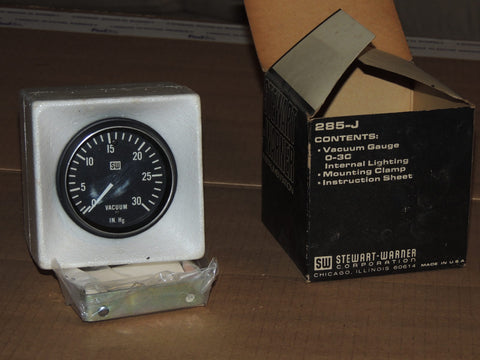 SW
0
5
10
15
20
25
30
VACUUM
IN. Hg
285-J
CONTENTS:
• Vacuum Gauge
0-30
Internal Lighting
• Mounting Clamp
• Instruction Sheet
SW STEWART-WARNER
CORPORATION
CHICAGO, ILLINOIS 60614 MADE IN U.S.A.